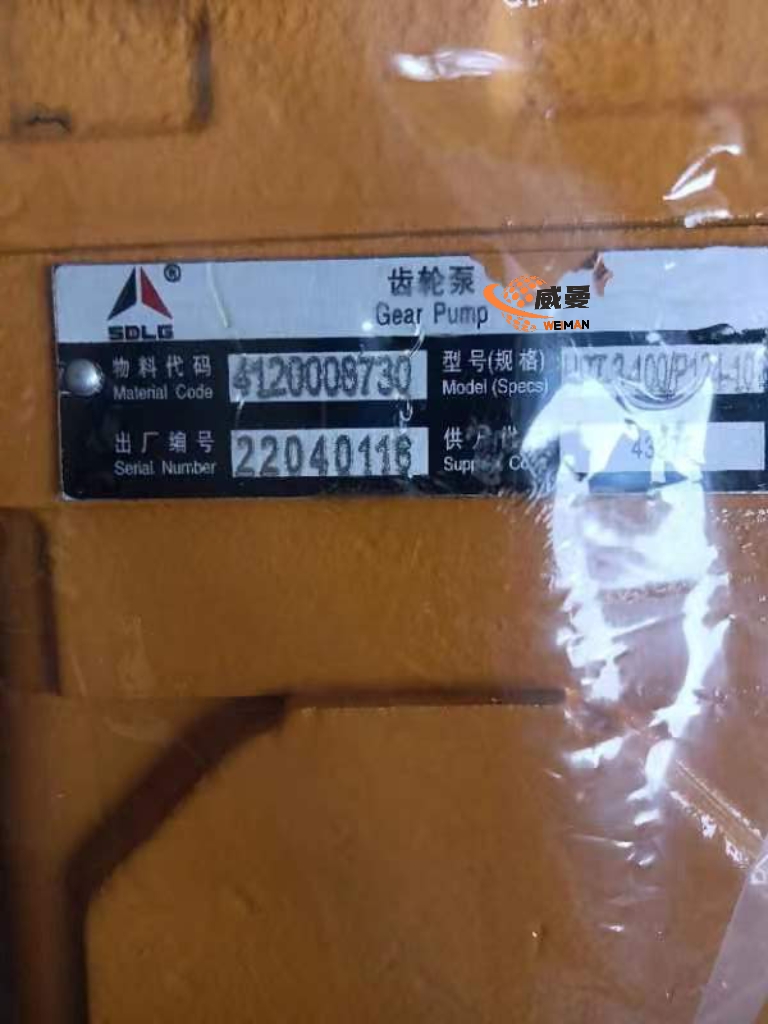 SDLG®
齿轮泵
Gear Pump
威曼
WEMAN
物料代码
Material Code
4120008730
型号(规格)
Model (Specs)
出厂编号
Serial Number
22040116